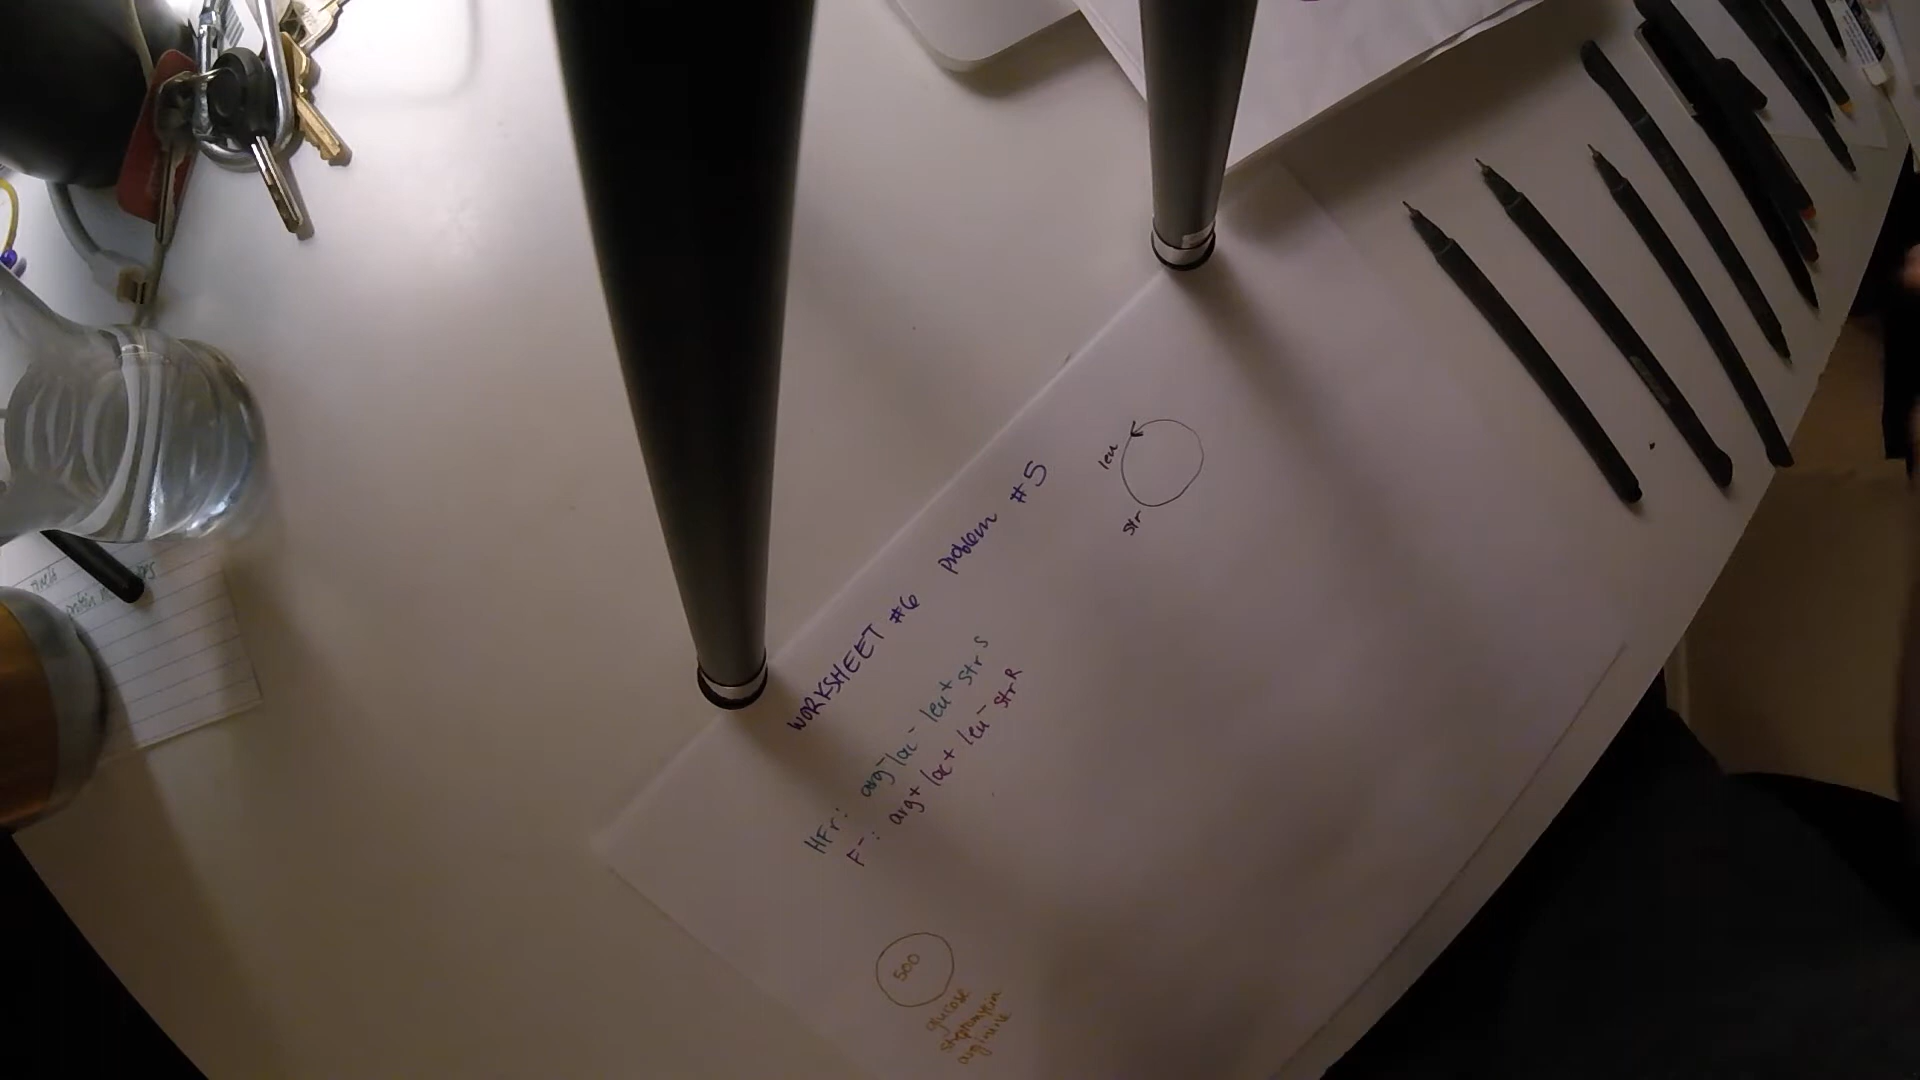 WORKSHEET #6 Problem #5
HFr: arg- lac- leu+ str S
F-: arg+ lac+ leu- str R
leu
str
500
glucose
streptomycin
arginine